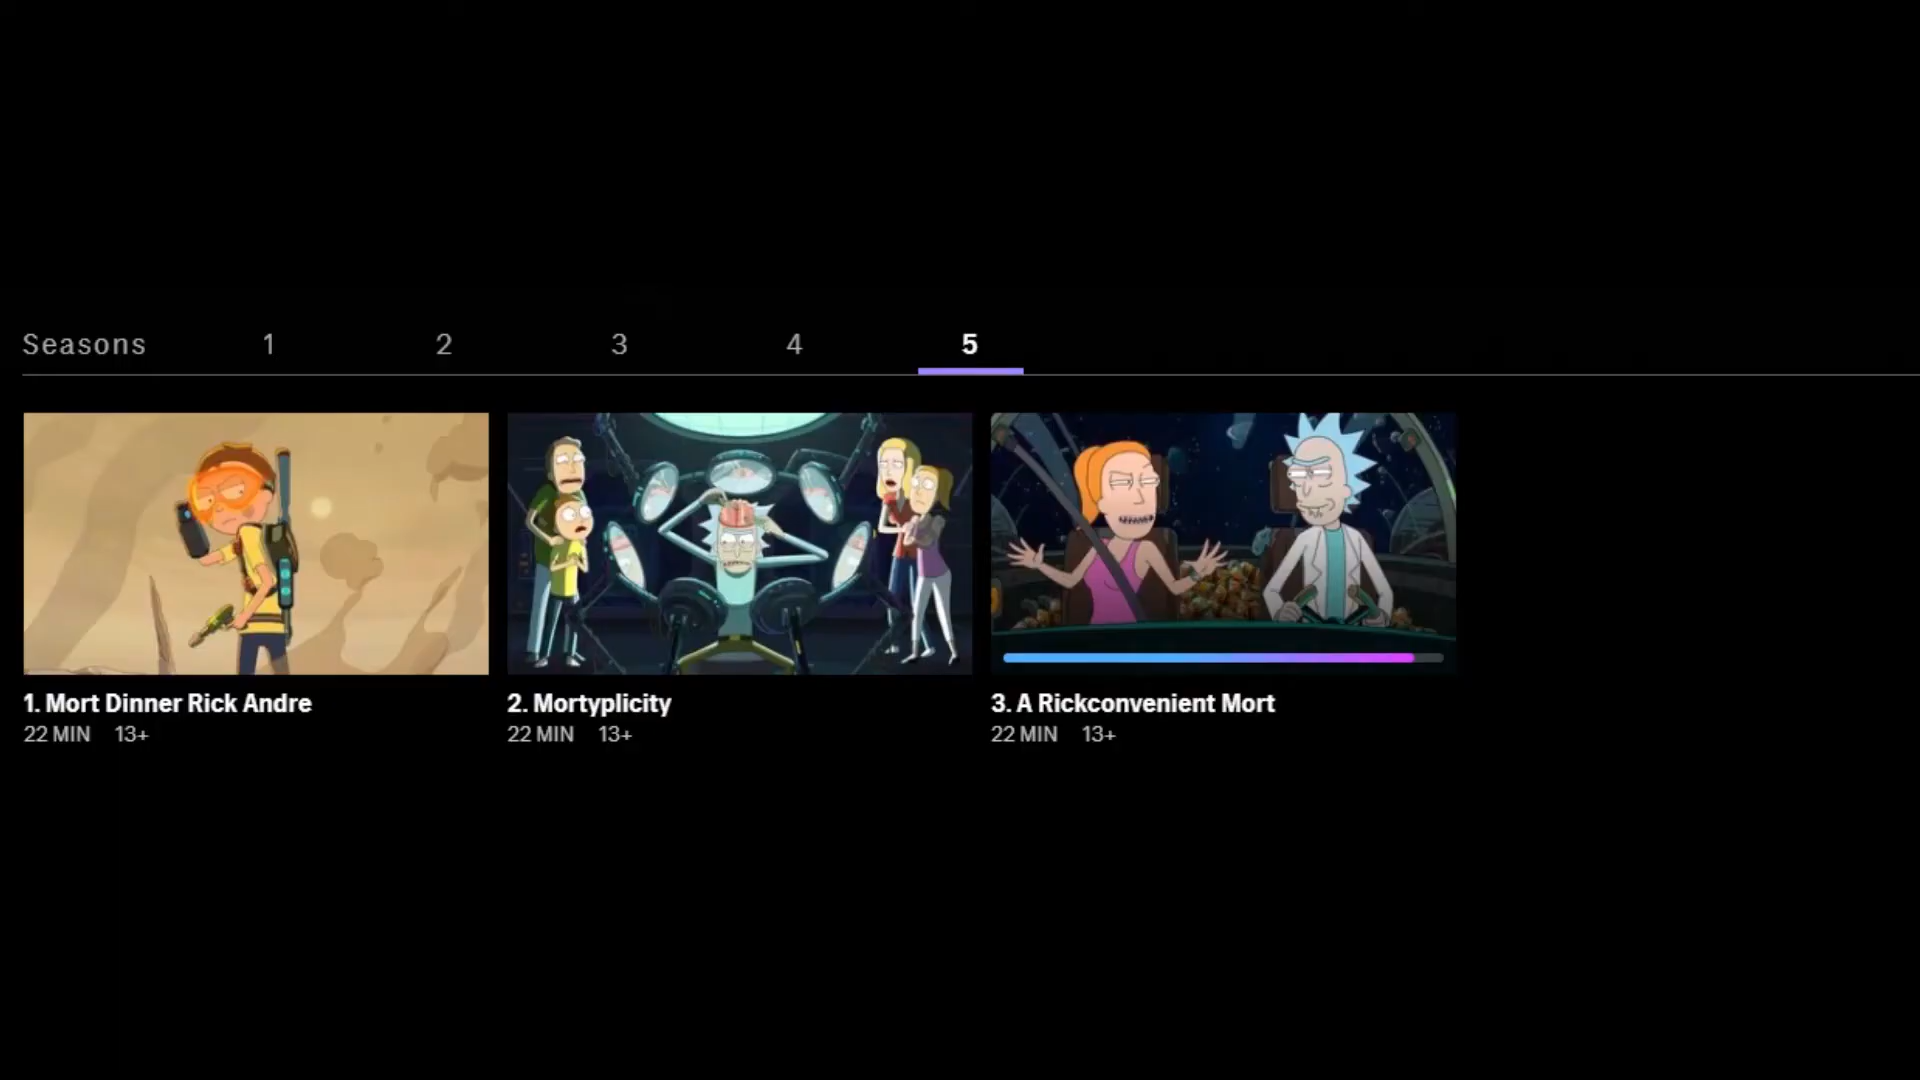 Seasons 1 2 3 4 5
1. Mort Dinner Rick Andre
22 MIN 13+
2. Mortyplicity
22 MIN 13+
3. A Rickconvenient Mort
22 MIN 13+